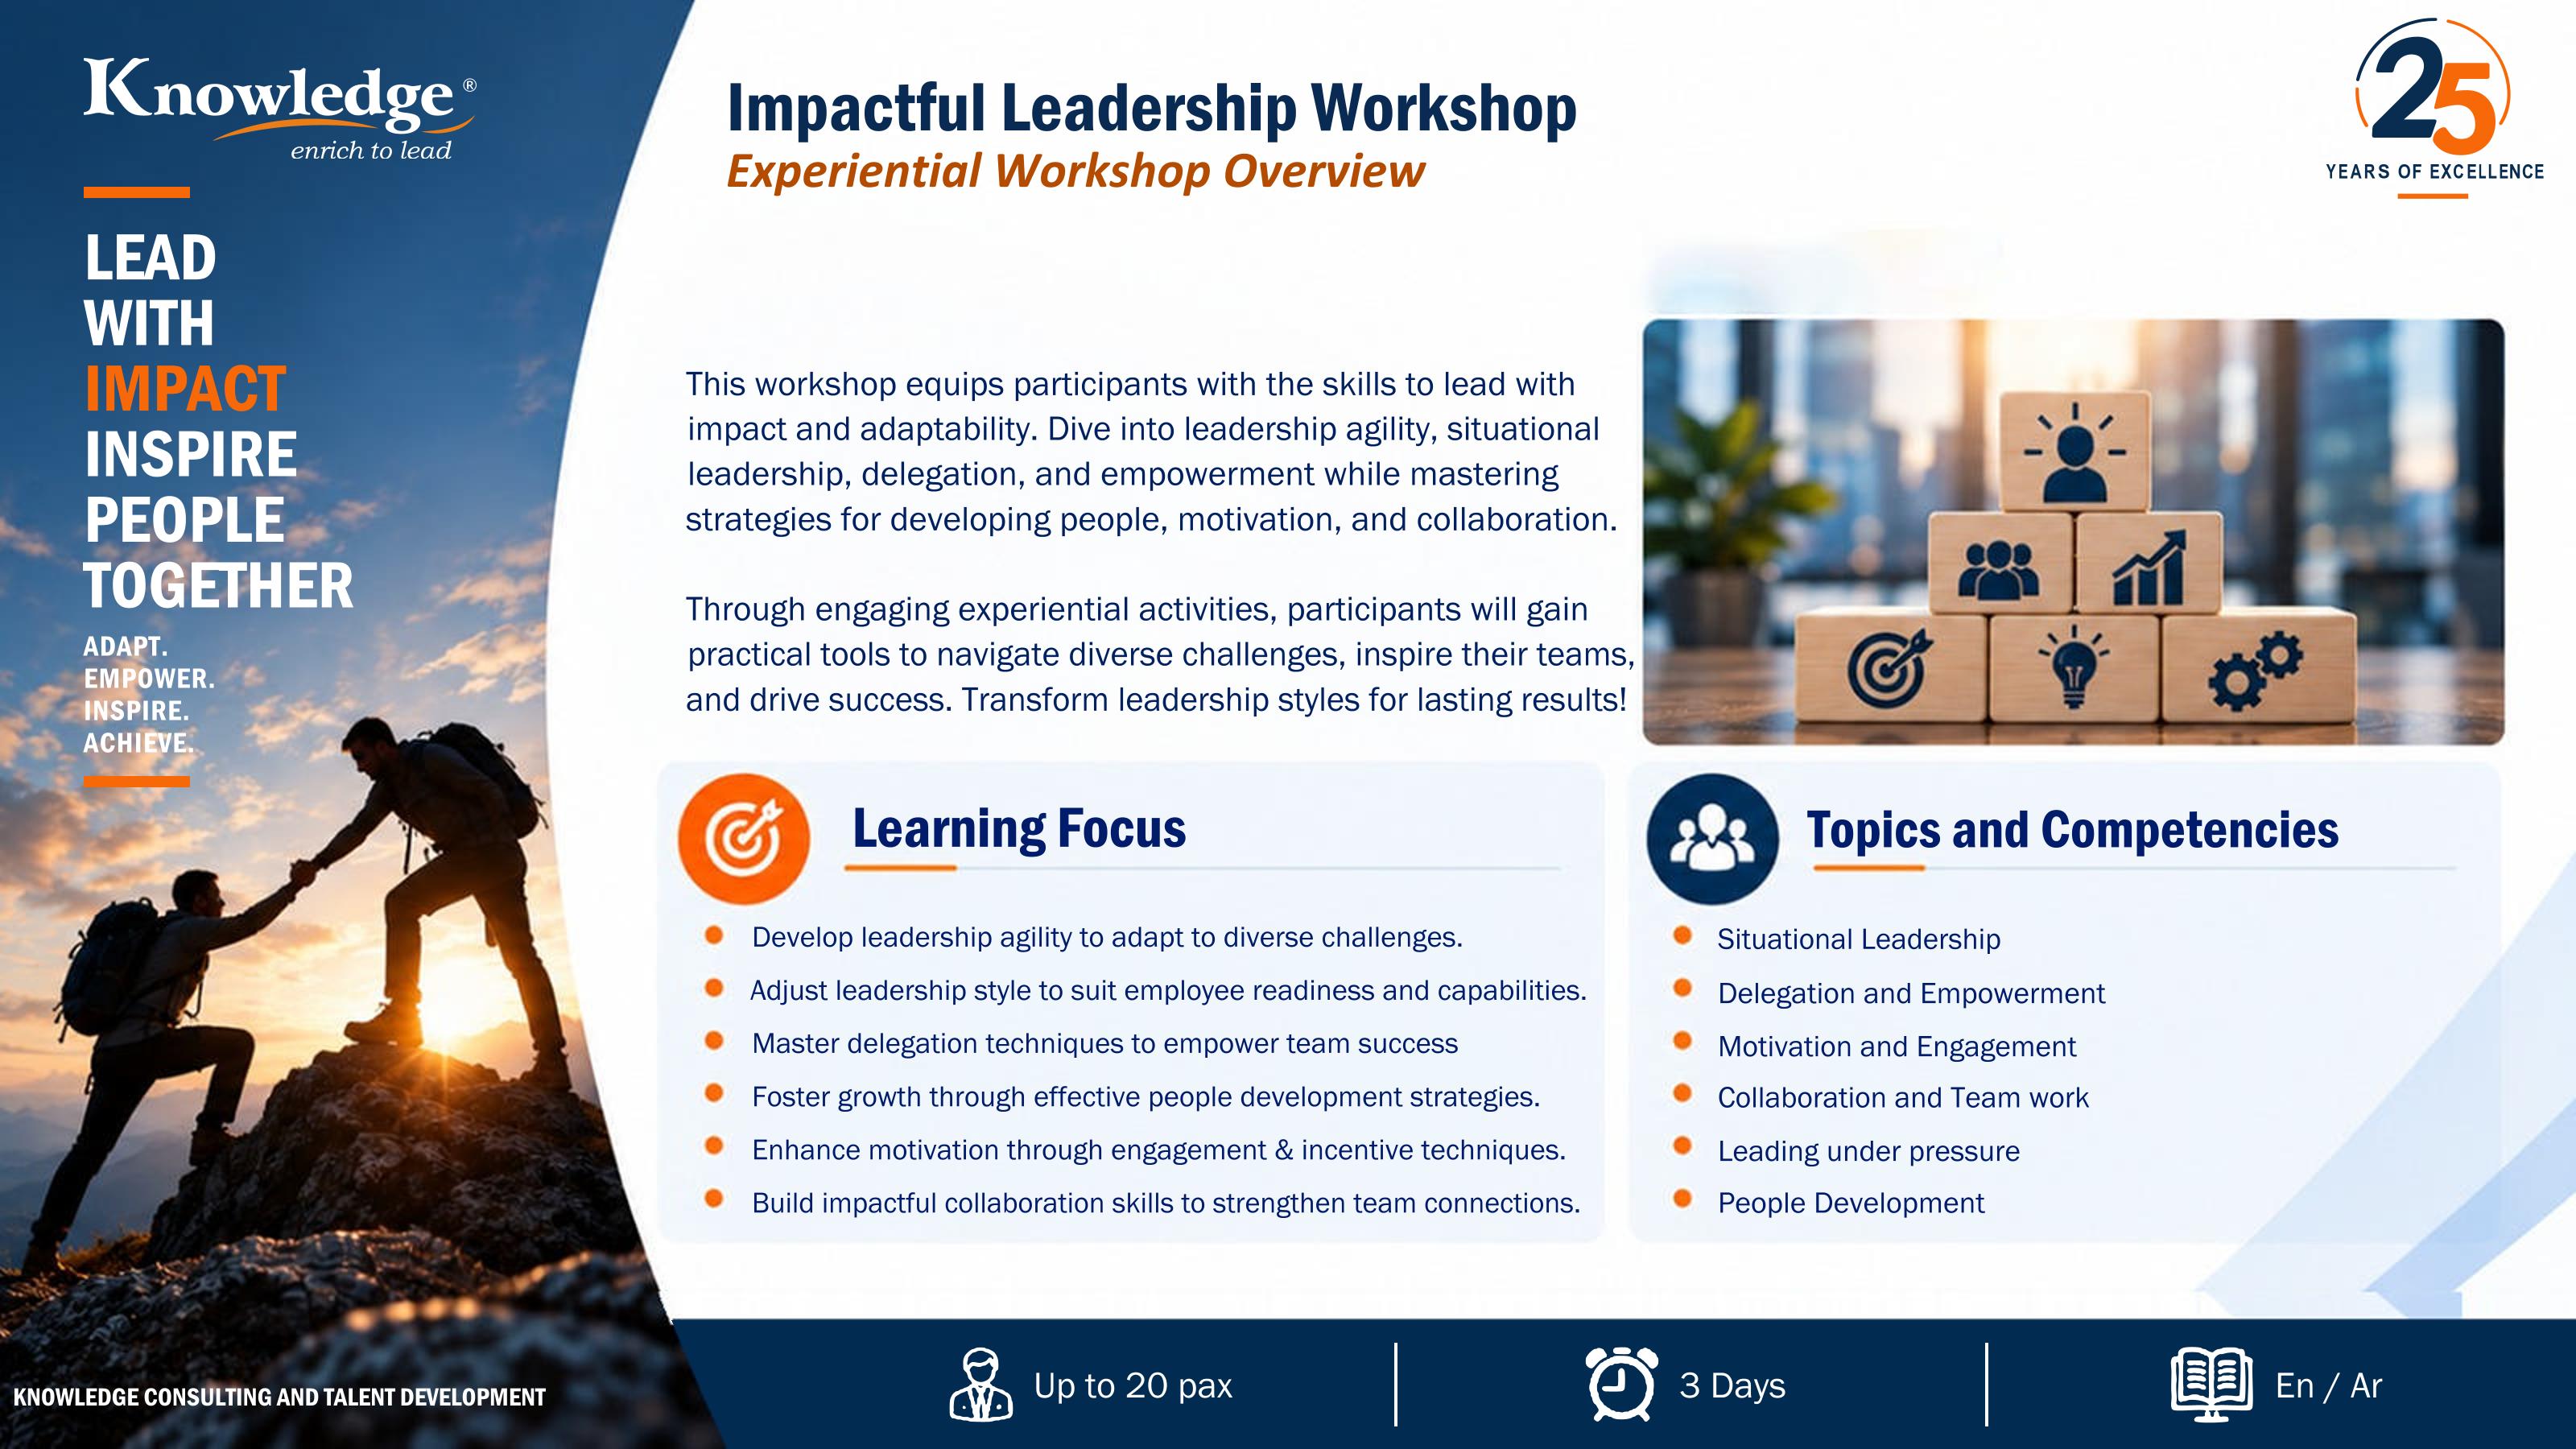 Knowledge®
enrich to lead
LEAD
WITH
IMPACT
INSPIRE
PEOPLE
TOGETHER
ADAPT.
EMPOWER.
INSPIRE.
ACHIEVE.
KNOWLEDGE CONSULTING AND TALENT DEVELOPMENT
Impactful Leadership Workshop
Experiential Workshop Overview
25
YEARS OF EXCELLENCE
This workshop equips participants with the skills to lead with
impact and adaptability. Dive into leadership agility, situational
leadership, delegation, and empowerment while mastering
strategies for developing people, motivation, and collaboration.
Through engaging experiential activities, participants will gain
practical tools to navigate diverse challenges, inspire their teams,
and drive success. Transform leadership styles for lasting results!
Learning Focus
Develop leadership agility to adapt to diverse challenges.
Adjust leadership style to suit employee readiness and capabilities.
Master delegation techniques to empower team success
Foster growth through effective people development strategies.
Enhance motivation through engagement & incentive techniques.
Build impactful collaboration skills to strengthen team connections.
Topics and Competencies
Situational Leadership
Delegation and Empowerment
Motivation and Engagement
Collaboration and Team work
Leading under pressure
People Development
Up to 20 pax
3 Days
En / Ar